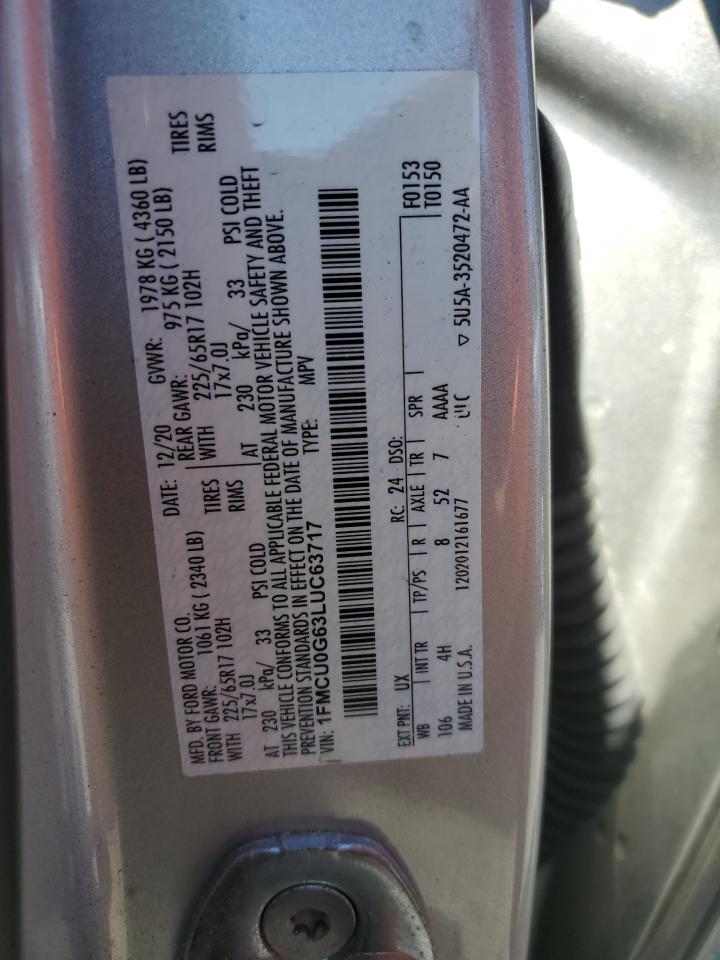 MFD. BY FORD MOTOR CO.
DATE: 12/20 GVWR: 1978 KG ( 4360 LB)
FRONT GAWR: 1061 KG ( 2340 LB)
REAR GAWR: 975 KG ( 2150 LB)
WITH 225/65R17 102H TIRES
WITH 225/65R17 102H TIRES
17x7.0J RIMS
17x7.0J RIMS
AT 230 kPa/ 33 PSI COLD
AT 230 kPa/ 33 PSI COLD
THIS VEHICLE CONFORMS TO ALL APPLICABLE FEDERAL MOTOR VEHICLE SAFETY AND THEFT
PREVENTION STANDARDS IN EFFECT ON THE DATE OF MANUFACTURE SHOWN ABOVE.
VIN: 1FMCU0G63LUC63717 TYPE: MPV
EXT PNT: UX RC: 24 DSO: F0153
WB INT TR TP/PS R AXLE TR SPR T0150
106 4H 8 52 7 AAAA
MADE IN U.S.A. 1202012161677 5U5A-3520472-AA